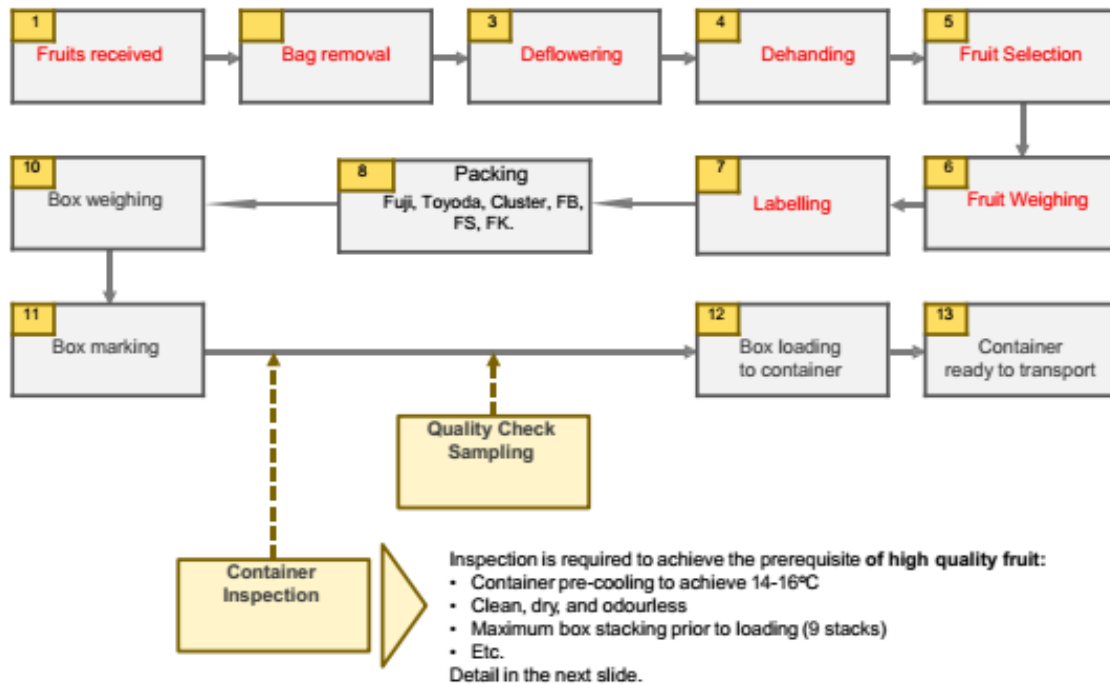 1
Fruits received
Bag removal
3
Deflowering
4
Dehanding
5
Fruit Selection
10
Box weighing
8
Packing
Fuji, Toyoda, Cluster, FB,
FS, FK.
7
Labelling
6
Fruit Weighing
11
Box marking
12
Box loading
to container
13
Container
ready to transport
Quality Check
Sampling
Container
Inspection
Inspection is required to achieve the prerequisite of high quality fruit:
• Container pre-cooling to achieve 14-16ºC
• Clean, dry, and odourless
• Maximum box stacking prior to loading (9 stacks)
• Etc.
Detail in the next slide.